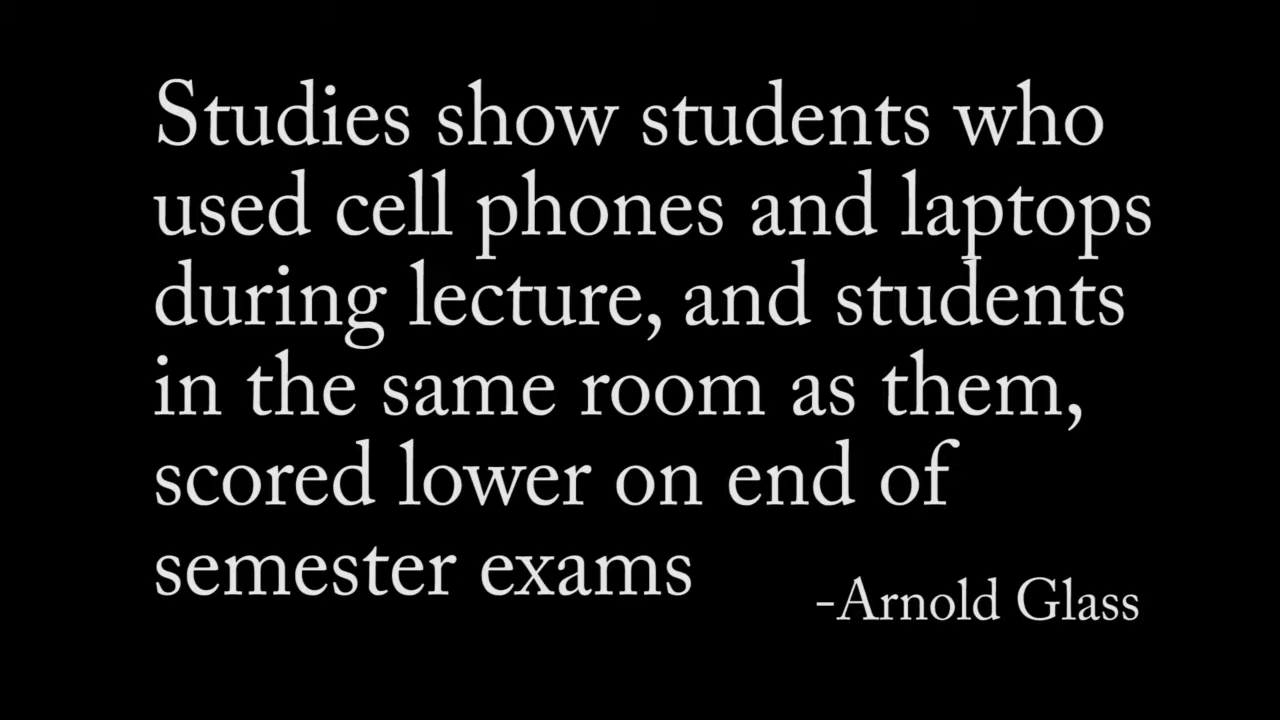 Studies show students who
used cell phones and laptops
during lecture, and students
in the same room as them,
scored lower on end of
semester exams
-Arnold Glass